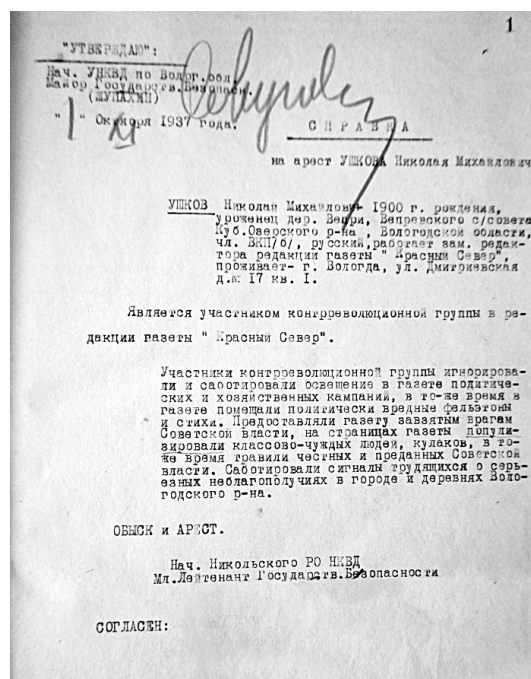 1
"УТВЕРЖДАЮ":
Нач. УНКВД по Волог.обл.
Майор Государств.Безопасн.
(ЖУПАХИН)
"1" Октября 1937 года.
С П Р А В К А
на арест УШКОВА Николая Михайлович
УШКОВ Николай Михайлович 1900 г. рождения,
уроженец дер. Вепри, Вепревского с/совета
Куб.Озерского р-на , Вологодской области,
чл. ВКП/б/, русский,работает зам. редак-
тора редакции газеты " Красный Север",
проживает- г. Вологда, ул. Дмитриевская
д.№ 17 кв. I.
Является участником контрреволюционной группы в ре-
дакции газеты " Красный Север".
Участники контрреволюционной группы игнорирова-
ли и саботировали освещение в газете политиче-
ских и хозяйственных кампаний, в то-же время в
газете помещали политически вредные фельэтоны
и стихи. Предоставляли газету завзятым врагам
Советской власти, на страницах газеты попули-
зировали классово-чуждых людей, кулаков, в то-
же время травили честных и преданных Советской
власти. Саботировали сигналы трудящихся о серь-
езных неблагополучиях в городе и деревнях Воло-
годского р-на.
ОБЫСК и АРЕСТ.
Нач. Никольского РО НКВД
Мл.Лейтенант Государств.Безопасности
СОГЛАСЕН: